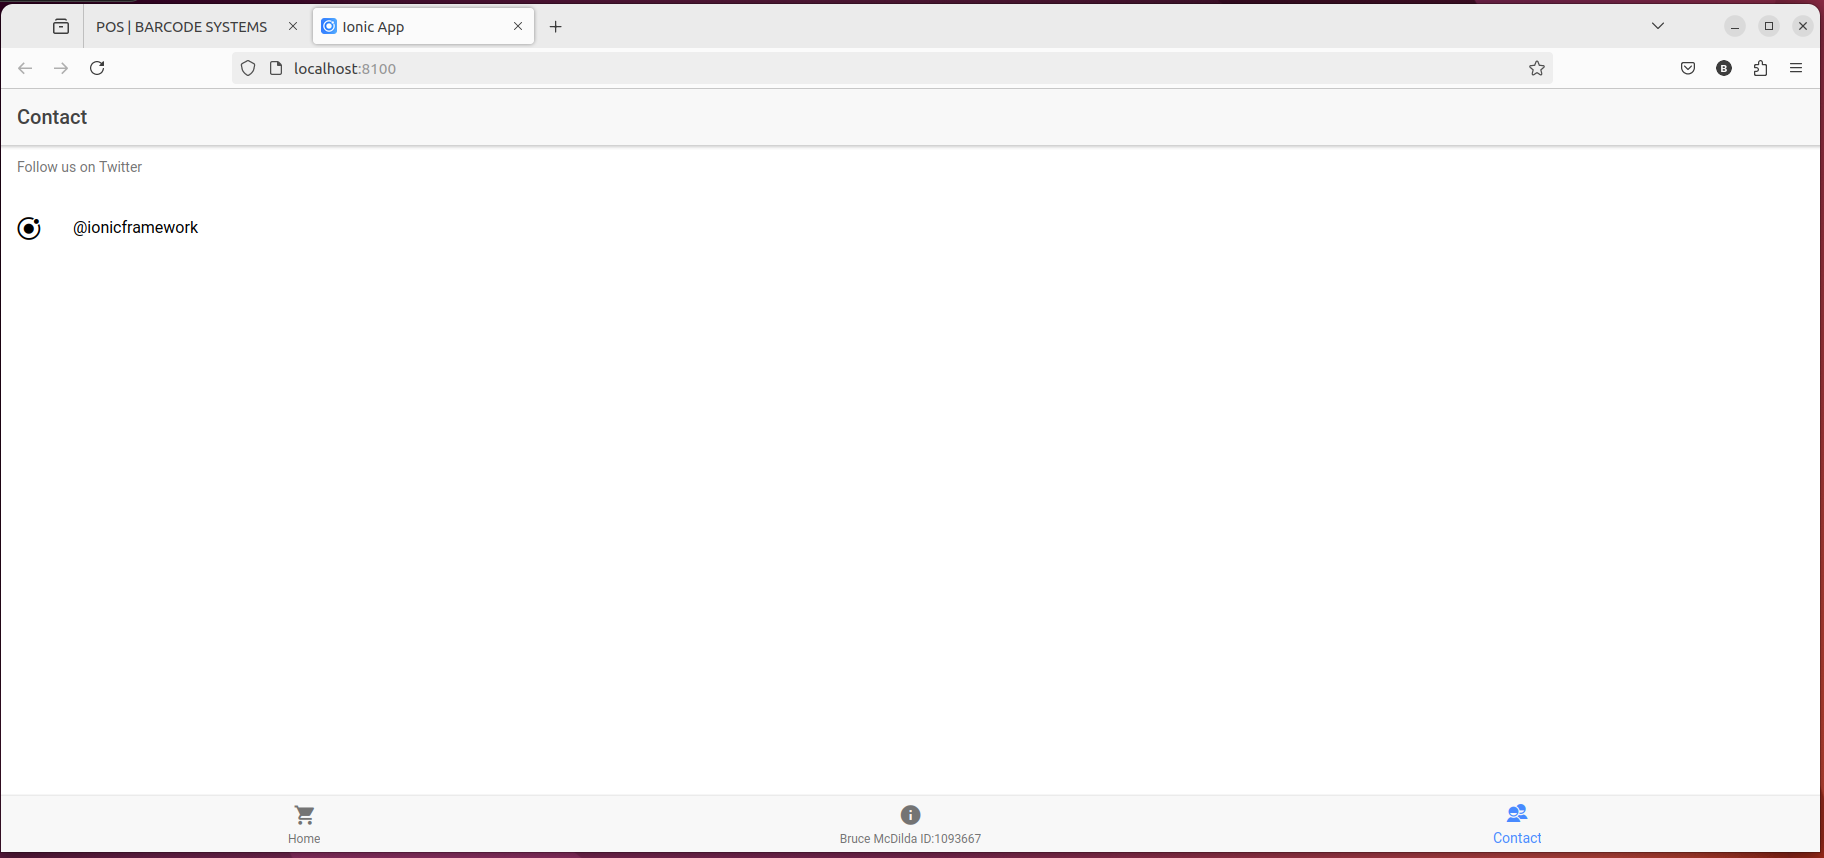 POS | BARCODE SYSTEMS
Ionic App
localhost:8100
B
Contact
Follow us on Twitter
@ionicframework
Home
Bruce McDilda ID:1093667
Contact